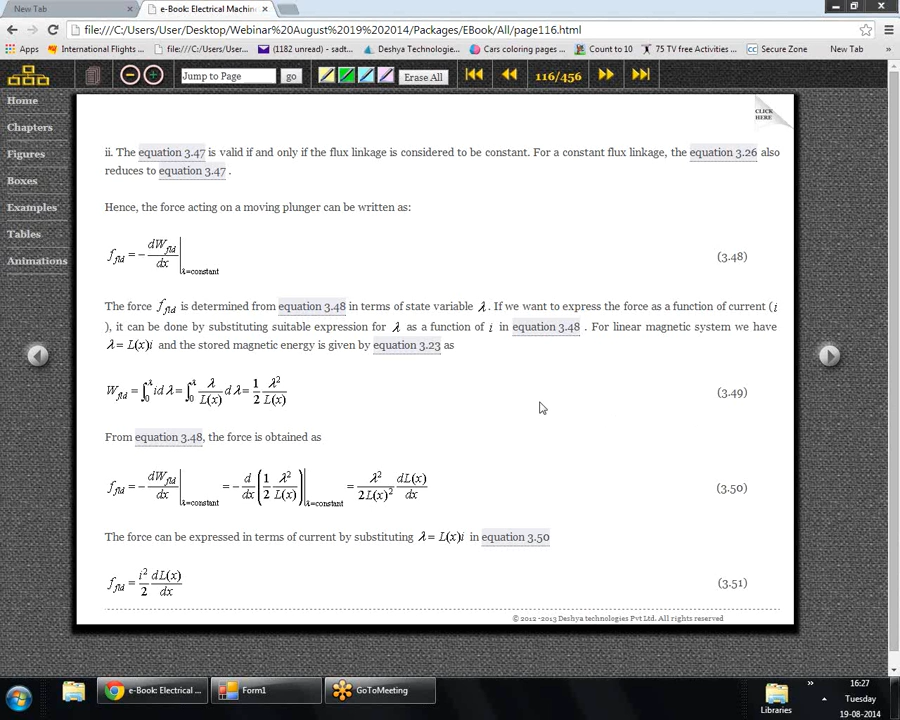 New Tab × e-Book: Electrical Machin ×
file:///C:/Users/User/Desktop/Webinar%20August%2019%202014/Packages/EBook/All/page116.html
Apps International Flights ... file:///C:/Users/User... (1182 unread) - sadt... Deshya Technologie... Cars coloring pages ... Count to 10 75 TV free Activities ... Secure Zone New Tab »
Jump to Page go Erase All 116/456
Home
Chapters
Figures
Boxes
Examples
Tables
Animations
CLICK
HERE
ii. The equation 3.47 is valid if and only if the flux linkage is considered to be constant. For a constant flux linkage, the equation 3.26 also
reduces to equation 3.47 .
Hence, the force acting on a moving plunger can be written as:
f_fld = − dW_fld/dx |λ=constant (3.48)
The force f_fld is determined from equation 3.48 in terms of state variable λ. If we want to express the force as a function of current (i
), it can be done by substituting suitable expression for λ as a function of i in equation 3.48 . For linear magnetic system we have
λ = L(x)i and the stored magnetic energy is given by equation 3.23 as
W_fld = ∫₀^λ i d λ = ∫₀^λ λ/L(x) d λ = 1/2 λ²/L(x) (3.49)
From equation 3.48, the force is obtained as
f_fld = − dW_fld/dx |λ=constant = − d/dx (1/2 λ²/L(x)) |λ=constant = λ²/2L(x)² dL(x)/dx (3.50)
The force can be expressed in terms of current by substituting λ = L(x)i in equation 3.50
f_fld = i²/2 dL(x)/dx (3.51)
© 2012 -2013 Deshya technologies Pvt Ltd. All rights reserved
e-Book: Electrical ... Form1 GoToMeeting Libraries »
16:27
Tuesday
19-08-2014